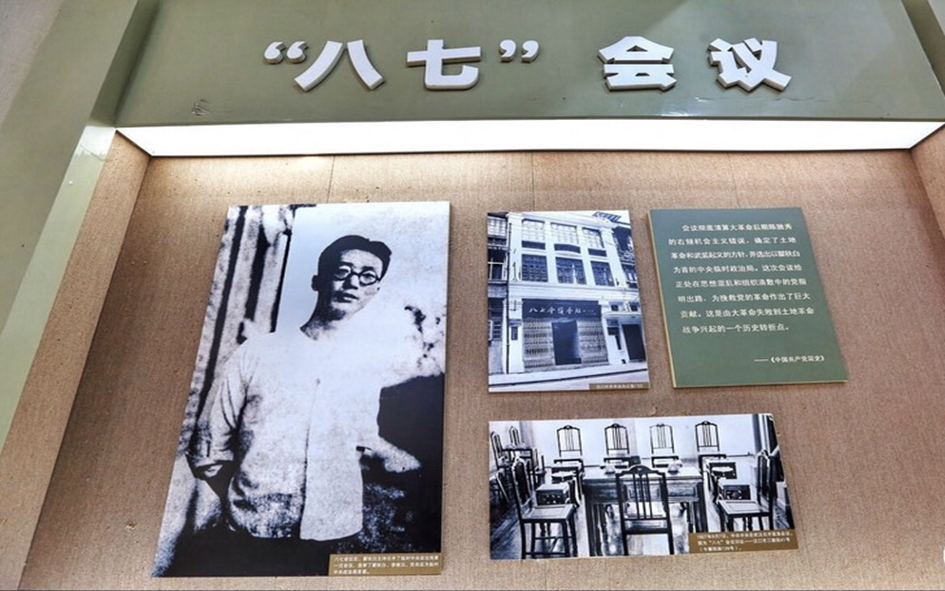 “八七” 会议
八七会议会址
会议彻底清算大革命后期陈独秀
的右倾机会主义错误，确定了土地
革命和武装起义的方针，并选出以瞿秋白
为首的中央临时政治局。这次会议给
正处在思想混乱和组织涣散中的党指
明出路，为挽救党的革命作出了巨大
贡献。这是由大革命失败到土地革命
战争兴起的一个历史转折点。
——《中国共产党简史》